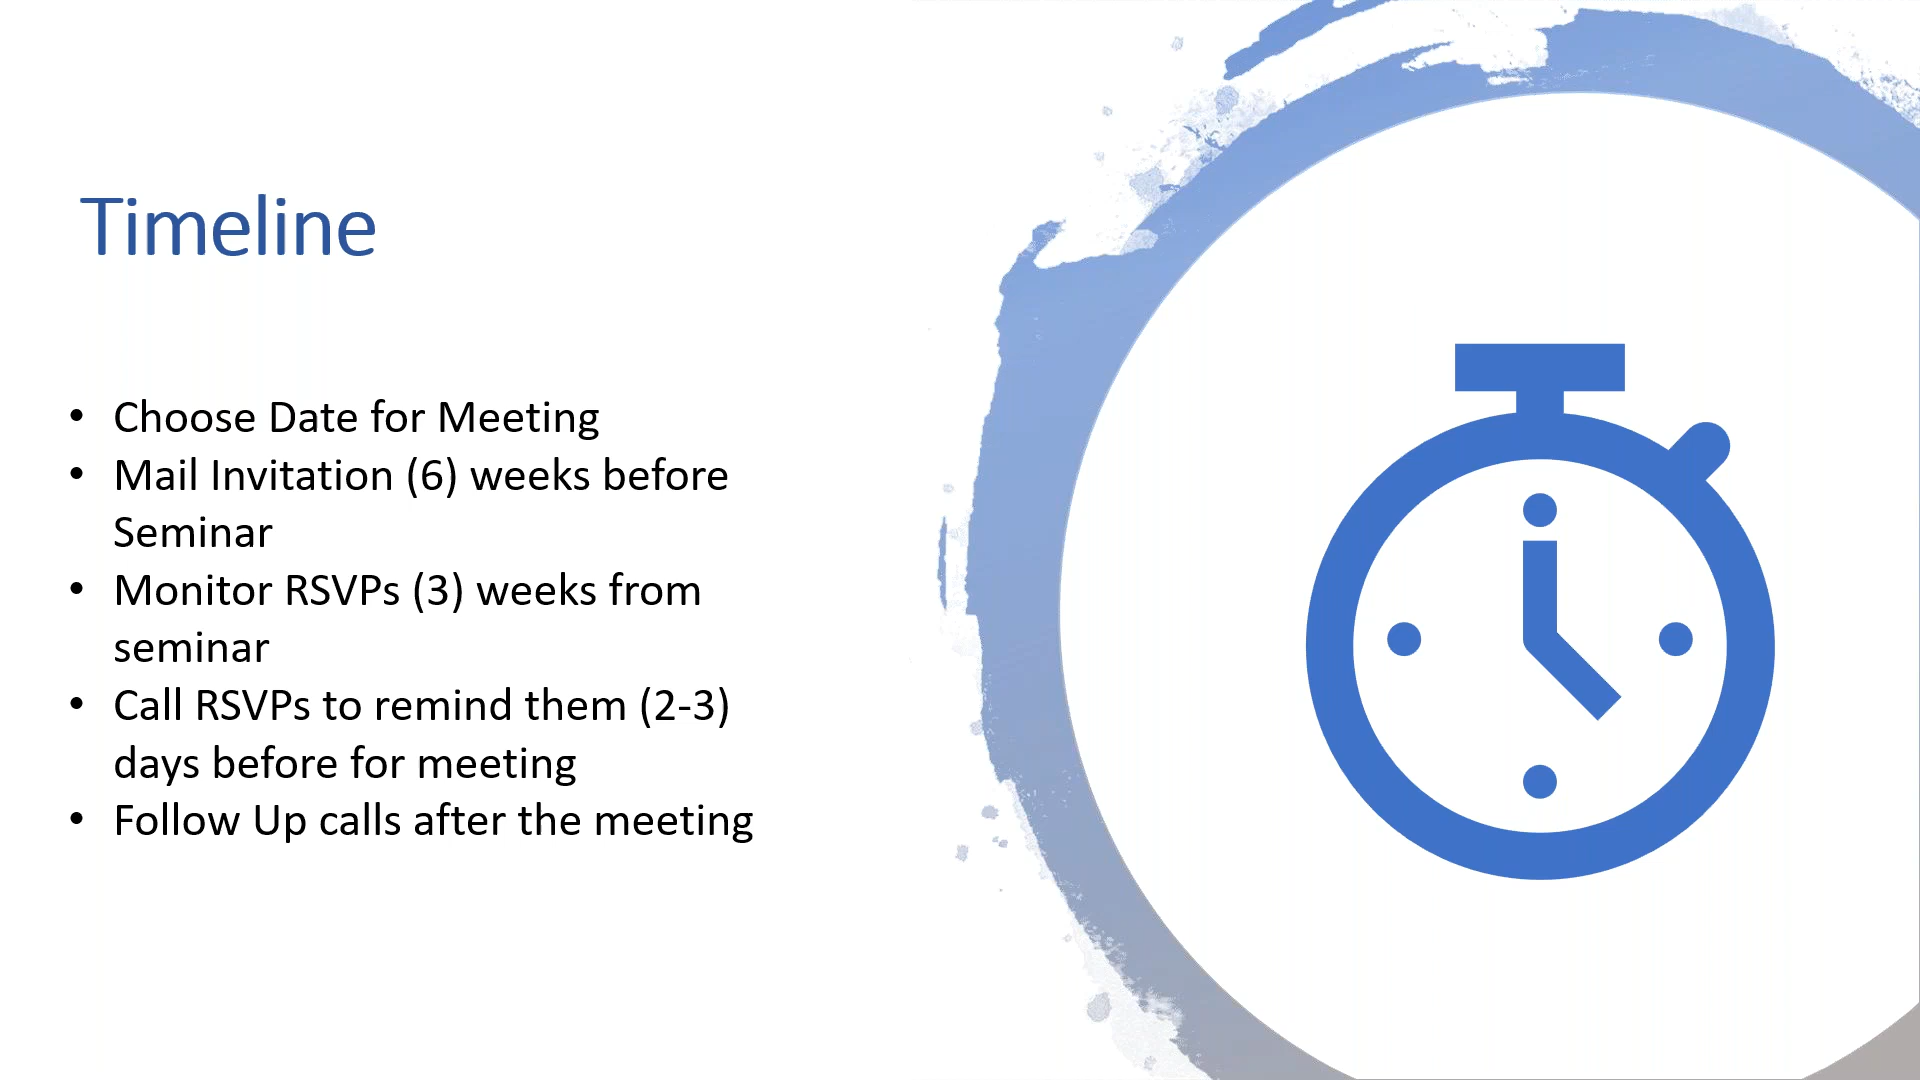 Timeline
• Choose Date for Meeting
• Mail Invitation (6) weeks before
Seminar
• Monitor RSVPs (3) weeks from
seminar
• Call RSVPs to remind them (2-3)
days before for meeting
• Follow Up calls after the meeting